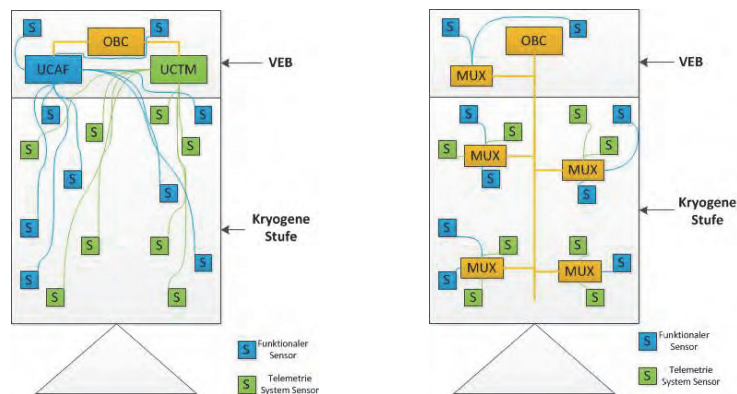 S
S
OBC
UCAF
UCTM
VEB
S
S
S
S
S
S
S
S
S
Kryogene
Stufe
S
S
S
S
S
S
S Funktionaler
Sensor
S Telemetrie
System Sensor
S
S
OBC
MUX
VEB
S
S
S
S
S
MUX
S
MUX
S
S
Kryogene
Stufe
S
S
S
MUX
MUX
S
S
S
S
S Funktionaler
Sensor
S Telemetrie
System Sensor